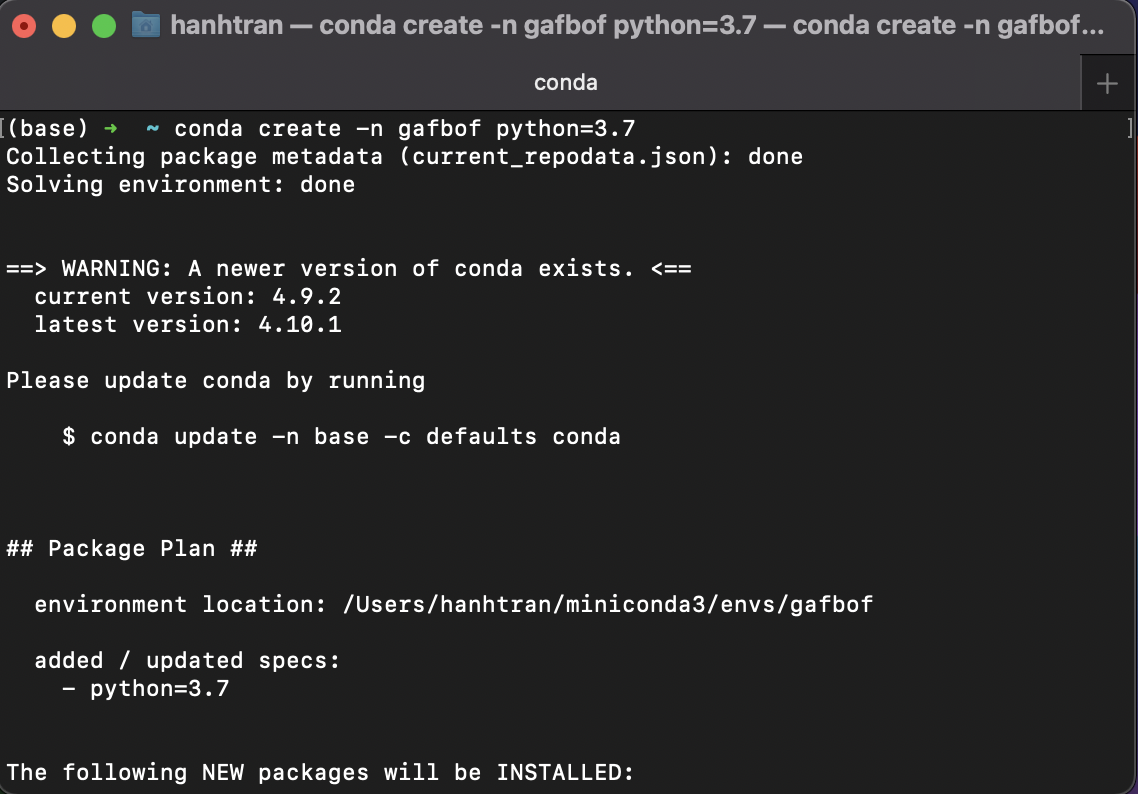 hanhtran — conda create -n gafbof python=3.7 — conda create -n gafbof...
conda
[(base) ➜  ~ conda create -n gafbof python=3.7 ]
Collecting package metadata (current_repodata.json): done
Solving environment: done
==> WARNING: A newer version of conda exists. <==
  current version: 4.9.2
  latest version: 4.10.1
Please update conda by running
    $ conda update -n base -c defaults conda
## Package Plan ##
  environment location: /Users/hanhtran/miniconda3/envs/gafbof
  added / updated specs:
    - python=3.7
The following NEW packages will be INSTALLED: